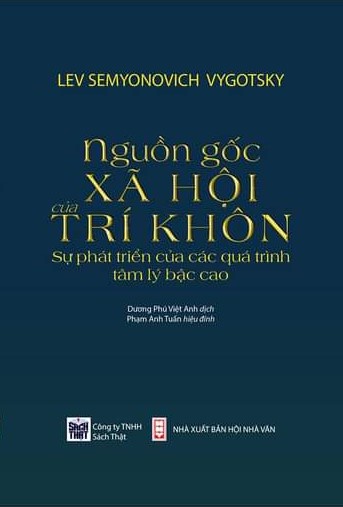 LEV SEMYONOVICH VYGOTSKY
Nguồn gốc
XÃ HỘI
của
TRÍ KHÔN
Sự phát triển của các quá trình
tâm lý bậc cao
Dương Phú Việt Anh dịch
Phạm Anh Tuấn hiệu đính
Sách
THẬT
Công ty TNHH
Sách Thật
NHÀ XUẤT BẢN HỘI NHÀ VĂN